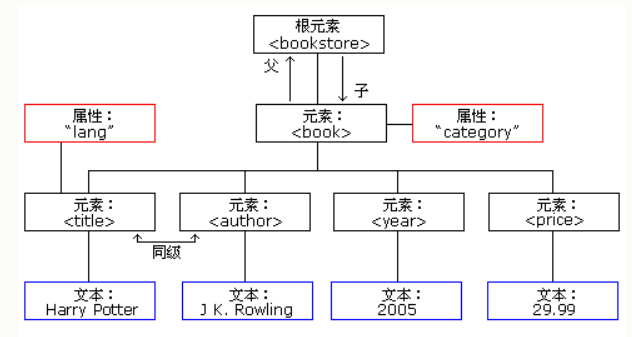 根元素
<bookstore>
父
子
属性：
“lang”
元素：
<book>
属性：
“category”
元素：
<title>
元素：
<author>
元素：
<year>
元素：
<price>
同级
文本：
Harry Potter
文本：
J K. Rowling
文本：
2005
文本：
29.99